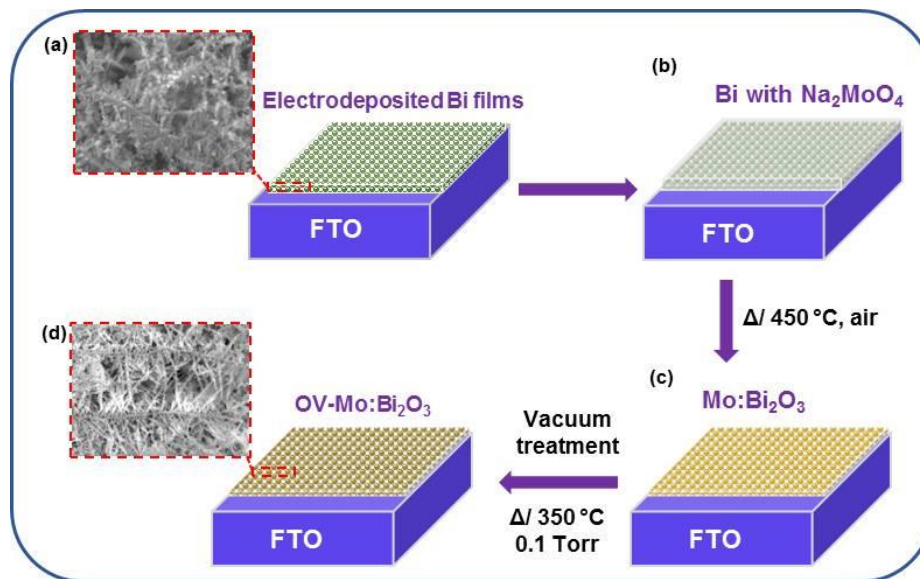 (a)
Electrodeposited Bi films
FTO
(b)
Bi with Na₂MoO₄
FTO
Δ/ 450 °C, air
(c)
Mo:Bi₂O₃
FTO
Vacuum
treatment
Δ/ 350 °C
0.1 Torr
(d)
OV-Mo:Bi₂O₃
FTO